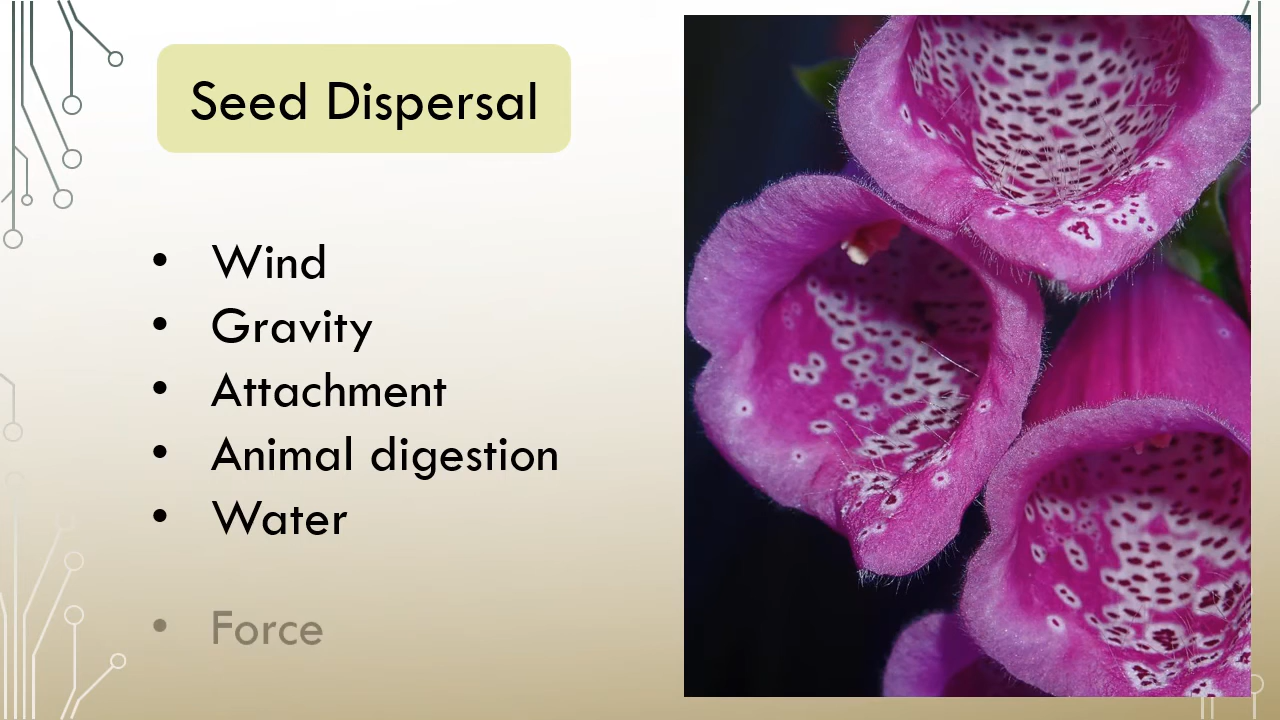 Seed Dispersal
• Wind
• Gravity
• Attachment
• Animal digestion
• Water
• Force